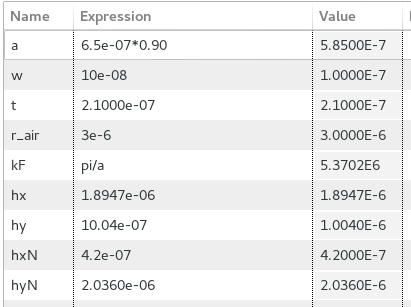 Name Expression Value
a 6.5e-07*0.90 5.8500E-7
w 10e-08 1.0000E-7
t 2.1000e-07 2.1000E-7
r_air 3e-6 3.0000E-6
kF pi/a 5.3702E6
hx 1.8947e-06 1.8947E-6
hy 10.04e-07 1.0040E-6
hxN 4.2e-07 4.2000E-7
hyN 2.0360e-06 2.0360E-6